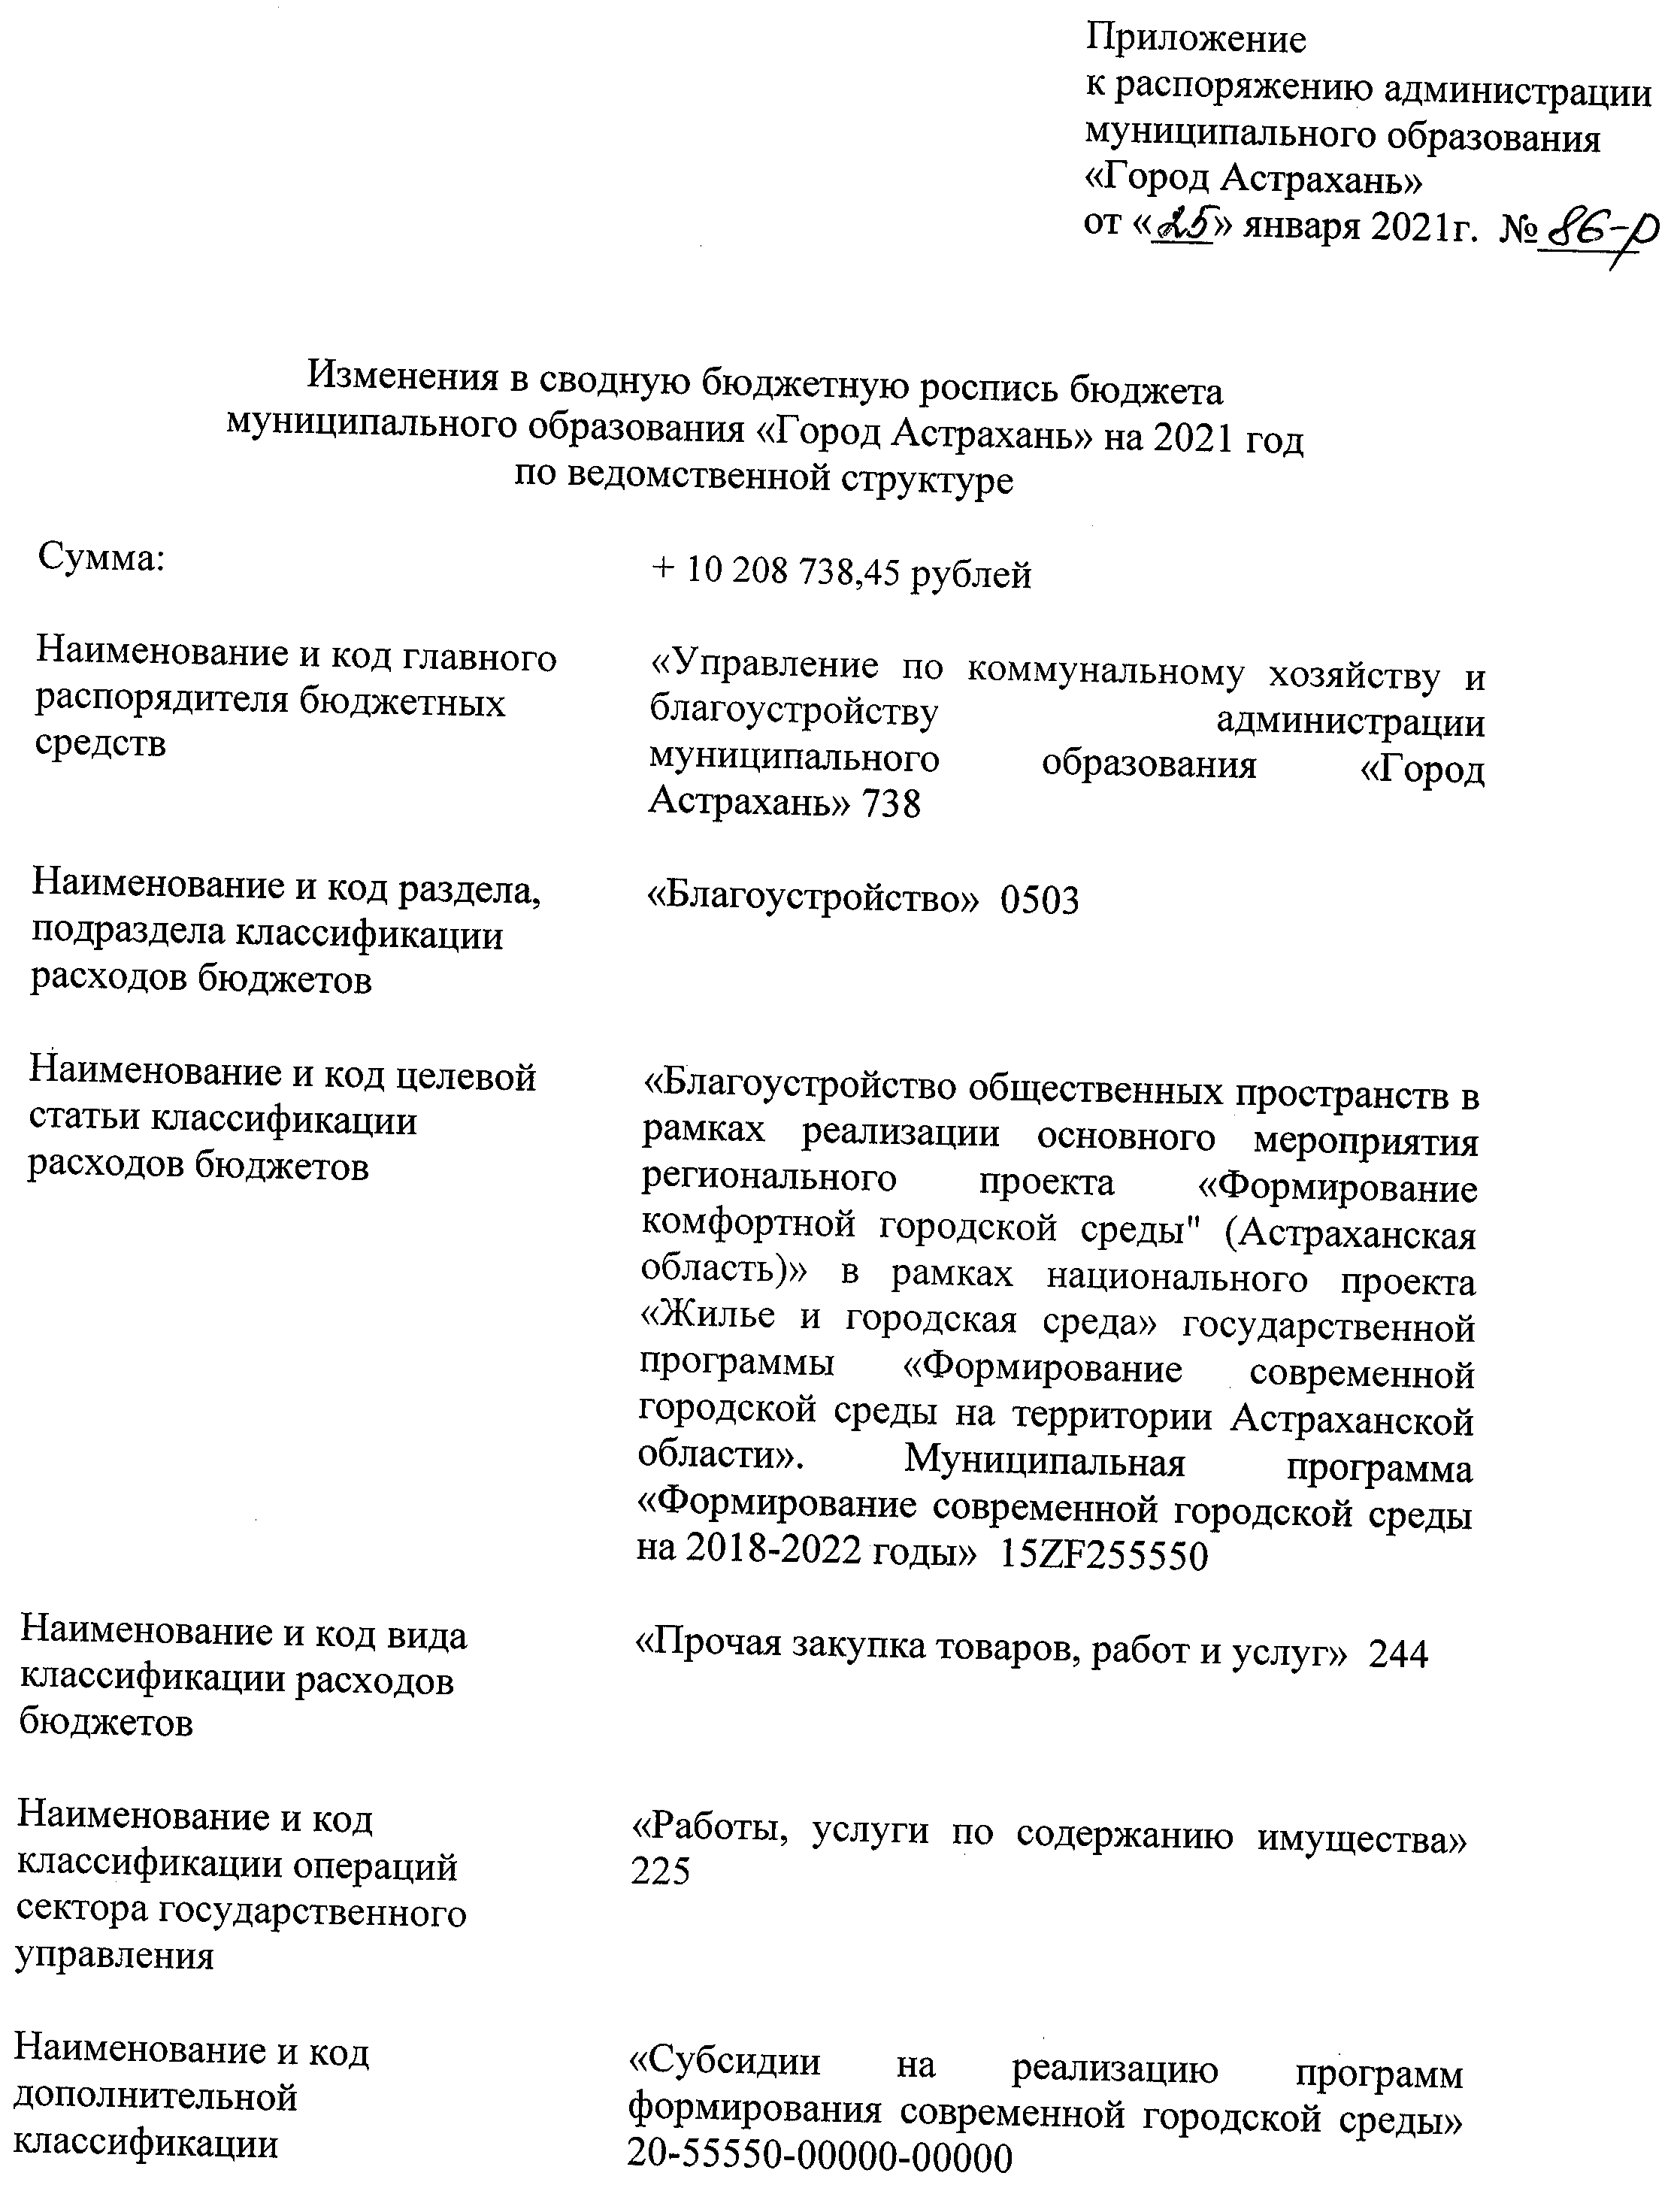 Приложение
к распоряжению администрации
муниципального образования
«Город Астрахань»
от «25» января 2021г. № 86-р
Изменения в сводную бюджетную роспись бюджета
муниципального образования «Город Астрахань» на 2021 год
по ведомственной структуре
Сумма:
+ 10 208 738,45 рублей
Наименование и код главного
распорядителя бюджетных
средств
«Управление по коммунальному хозяйству и
благоустройству администрации
муниципального образования «Город
Астрахань» 738
Наименование и код раздела,
подраздела классификации
расходов бюджетов
«Благоустройство» 0503
Наименование и код целевой
статьи классификации
расходов бюджетов
«Благоустройство общественных пространств в
рамках реализации основного мероприятия
регионального проекта «Формирование
комфортной городской среды" (Астраханская
область)» в рамках национального проекта
«Жилье и городская среда» государственной
программы «Формирование современной
городской среды на территории Астраханской
области». Муниципальная программа
«Формирование современной городской среды
на 2018-2022 годы» 15ZF255550
Наименование и код вида
классификации расходов
бюджетов
«Прочая закупка товаров, работ и услуг» 244
Наименование и код
классификации операций
сектора государственного
управления
«Работы, услуги по содержанию имущества»
225
Наименование и код
дополнительной
классификации
«Субсидии на реализацию программ
формирования современной городской среды»
20-55550-00000-00000